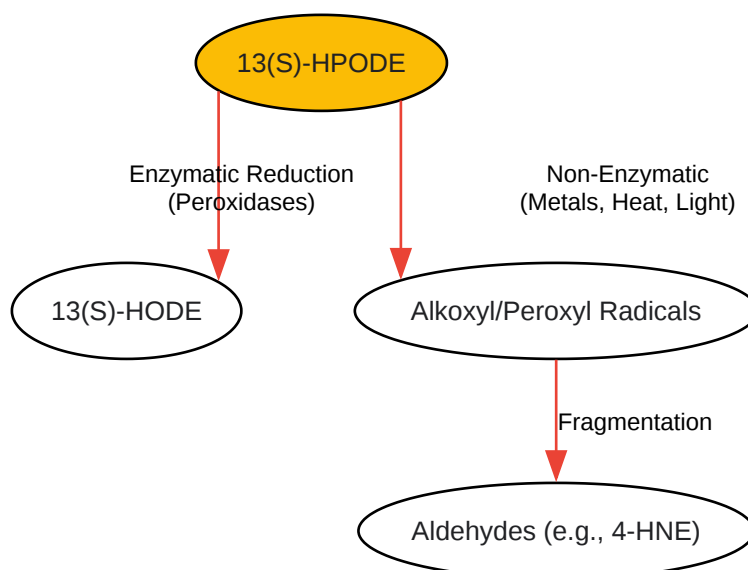 13(S)-HPODE
Enzymatic Reduction
(Peroxidases)
Non-Enzymatic
(Metals, Heat, Light)
13(S)-HODE
Alkoxyl/Peroxyl Radicals
Fragmentation
Aldehydes (e.g., 4-HNE)